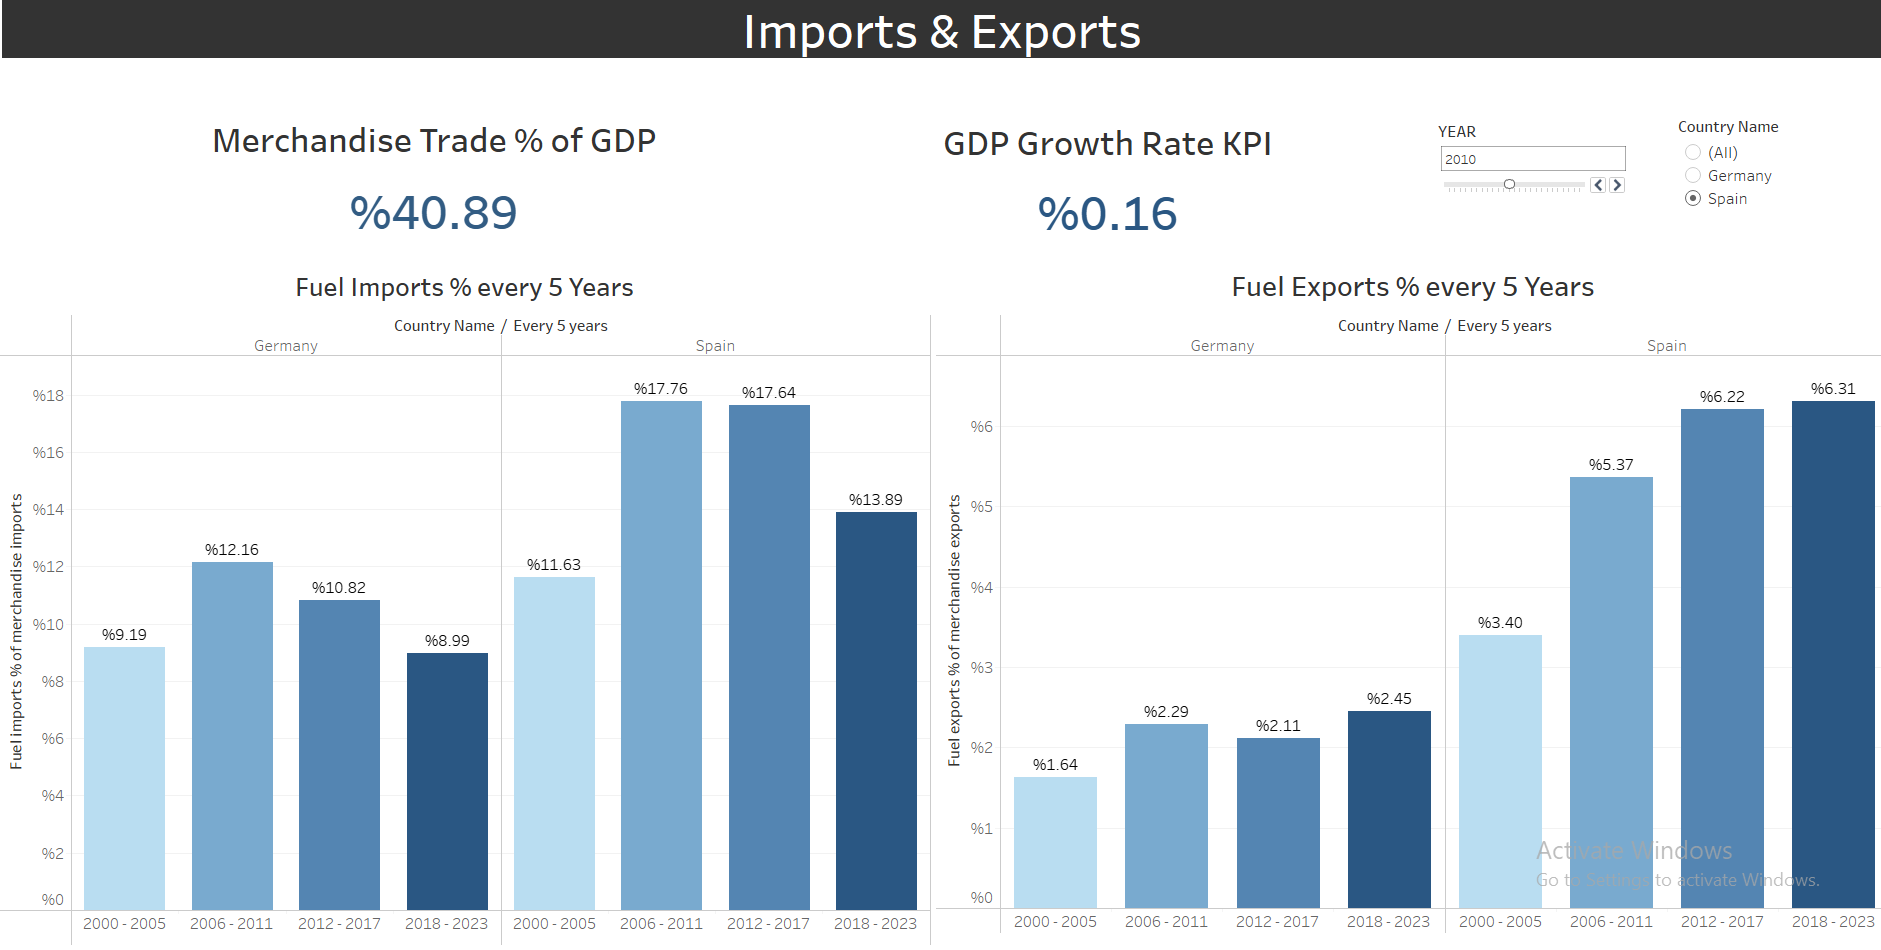 Imports & Exports
Merchandise Trade % of GDP
%40.89
GDP Growth Rate KPI
%0.16
YEAR
2010
Country Name
(All)
Germany
Spain
Fuel Imports % every 5 Years
Country Name / Every 5 years
Germany Spain
Fuel imports % of merchandise imports
%18
%16
%14
%12
%10
%8
%6
%4
%2
%0
%9.19 %12.16 %10.82 %8.99 %11.63 %17.76 %17.64 %13.89
2000 - 2005 2006 - 2011 2012 - 2017 2018 - 2023 2000 - 2005 2006 - 2011 2012 - 2017 2018 - 2023
Fuel Exports % every 5 Years
Country Name / Every 5 years
Germany Spain
Fuel exports % of merchandise exports
%6
%5
%4
%3
%2
%1
%0
%1.64 %2.29 %2.11 %2.45 %3.40 %5.37 %6.22 %6.31
2000 - 2005 2006 - 2011 2012 - 2017 2018 - 2023 2000 - 2005 2006 - 2011 2012 - 2017 2018 - 2023
Activate Windows
Go to Settings to activate Windows.